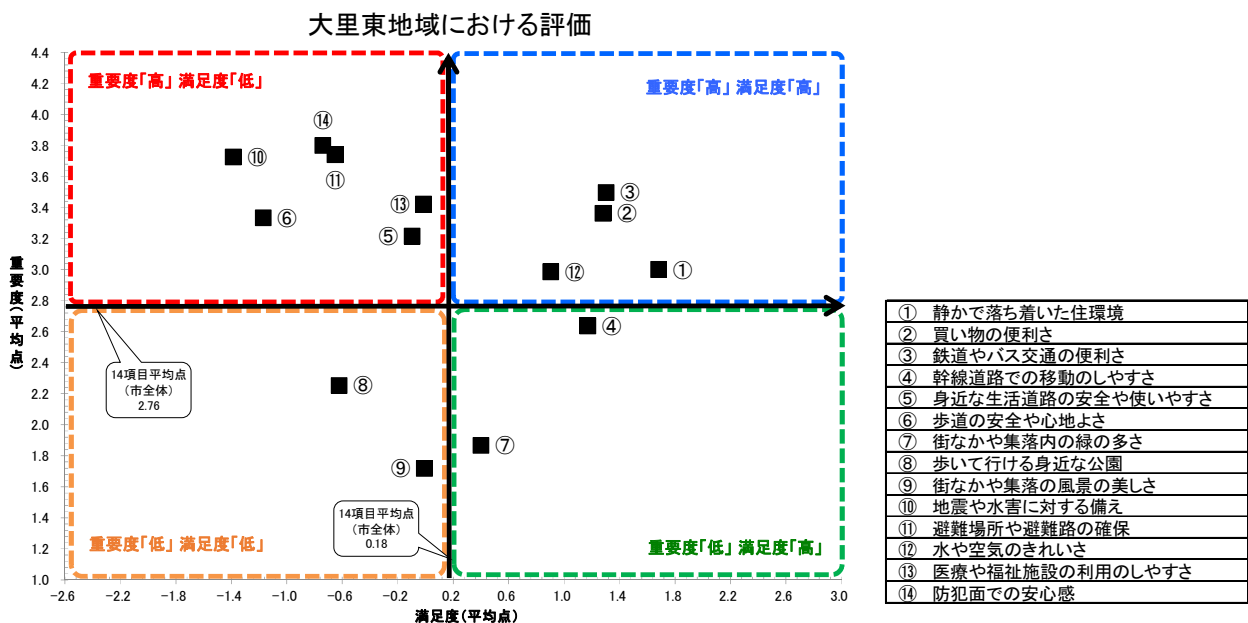 大里東地域における評価
重要度「高」 満足度「低」
重要度「高」 満足度「高」
重要度「低」 満足度「低」
重要度「低」 満足度「高」
重要度(平均点)
4.4
4.2
4.0
3.8
3.6
3.4
3.2
3.0
2.8
2.6
2.4
2.2
2.0
1.8
1.6
1.4
1.2
1.0
⑭
⑩
⑪
⑬
⑥
⑤
③
②
⑫
①
④
⑧
⑦
⑨
14項目平均点
(市全体)
2.76
14項目平均点
(市全体)
0.18
-2.6 -2.2 -1.8 -1.4 -1.0 -0.6 -0.2 0.2 0.6 1.0 1.4 1.8 2.2 2.6 3.0
満足度(平均点)
① 静かで落ち着いた住環境
② 買い物の便利さ
③ 鉄道やバス交通の便利さ
④ 幹線道路での移動のしやすさ
⑤ 身近な生活道路の安全や使いやすさ
⑥ 歩道の安全や心地よさ
⑦ 街なかや集落内の緑の多さ
⑧ 歩いて行ける身近な公園
⑨ 街なかや集落の風景の美しさ
⑩ 地震や水害に対する備え
⑪ 避難場所や避難路の確保
⑫ 水や空気のきれいさ
⑬ 医療や福祉施設の利用のしやすさ
⑭ 防犯面での安心感